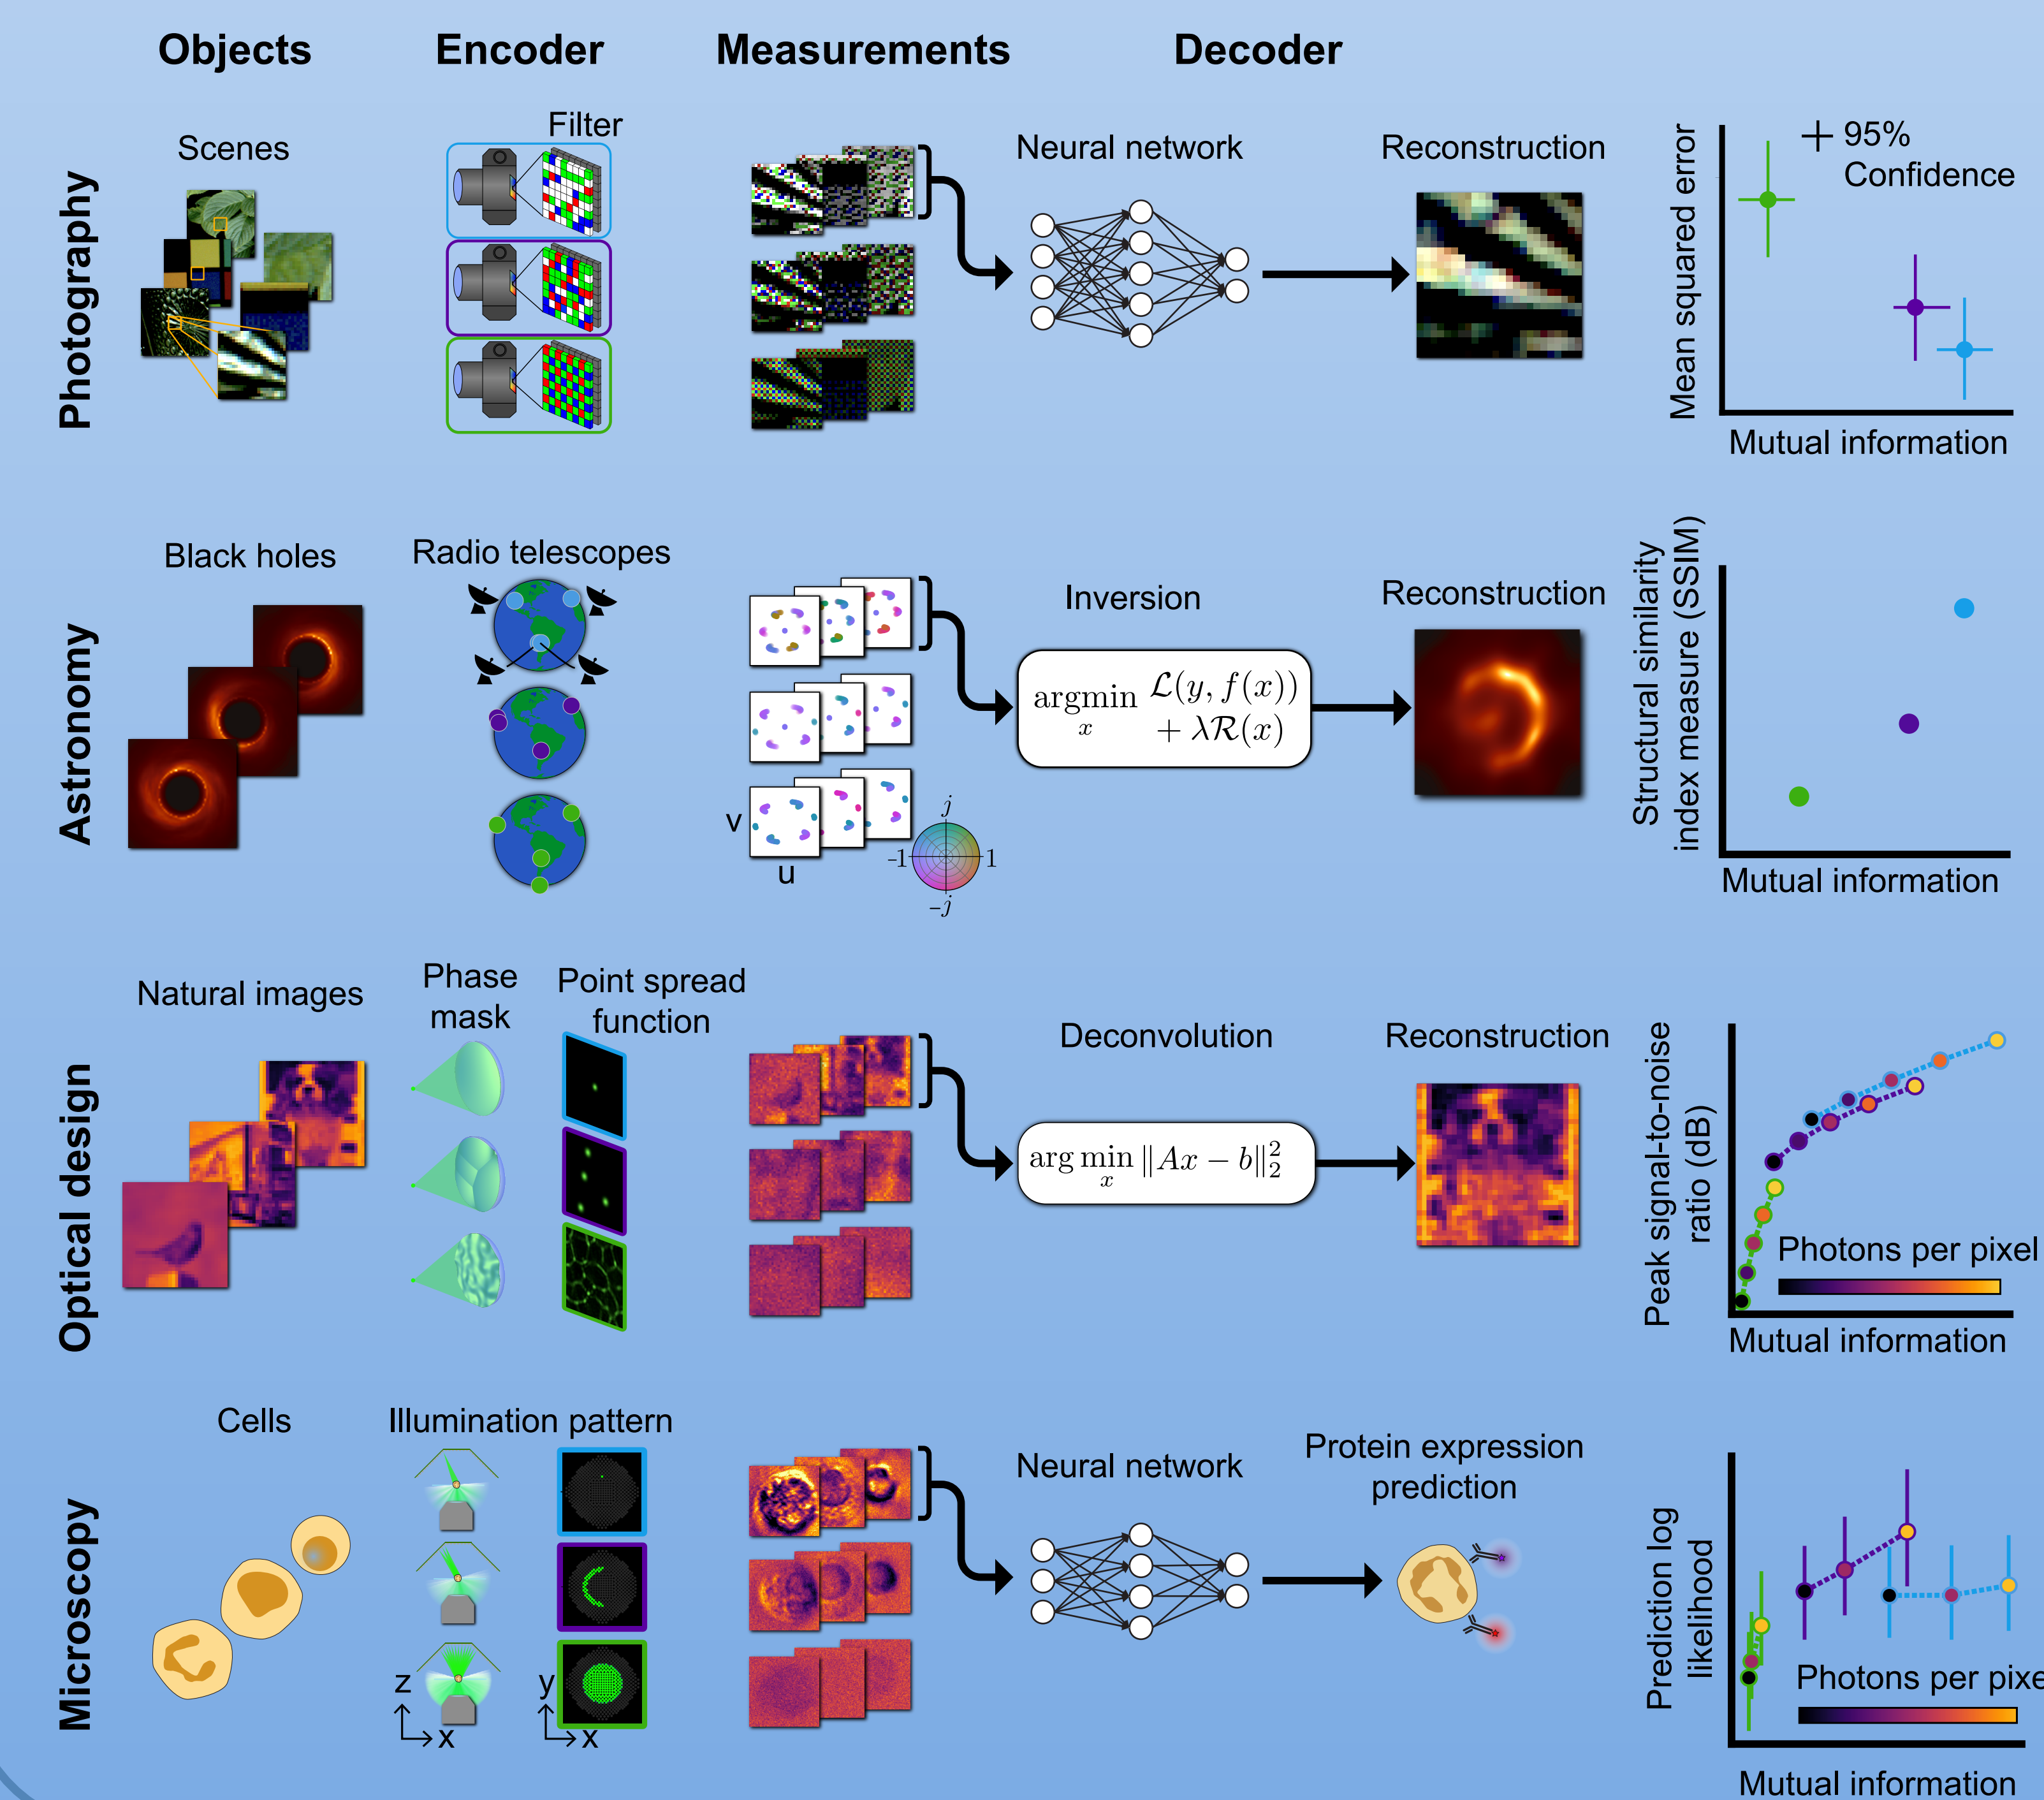 Objects
Encoder
Measurements
Decoder
Photography
Scenes
Filter
Neural network
Reconstruction
Mean squared error
95%
Confidence
Mutual information
Astronomy
Black holes
Radio telescopes
v
u
j
-1
1
-j
Inversion
argmin
x
ℒ(y, f(x))
+ λℛ(x)
Reconstruction
Structural similarity
index measure (SSIM)
Mutual information
Optical design
Natural images
Phase
mask
Point spread
function
Deconvolution
arg min ‖Ax − b‖²₂
x
Reconstruction
Peak signal-to-noise
ratio (dB)
Photons per pixel
Mutual information
Microscopy
Cells
Illumination pattern
z
x
y
x
Neural network
Protein expression
prediction
Prediction log
likelihood
Photons per pixe
Mutual information